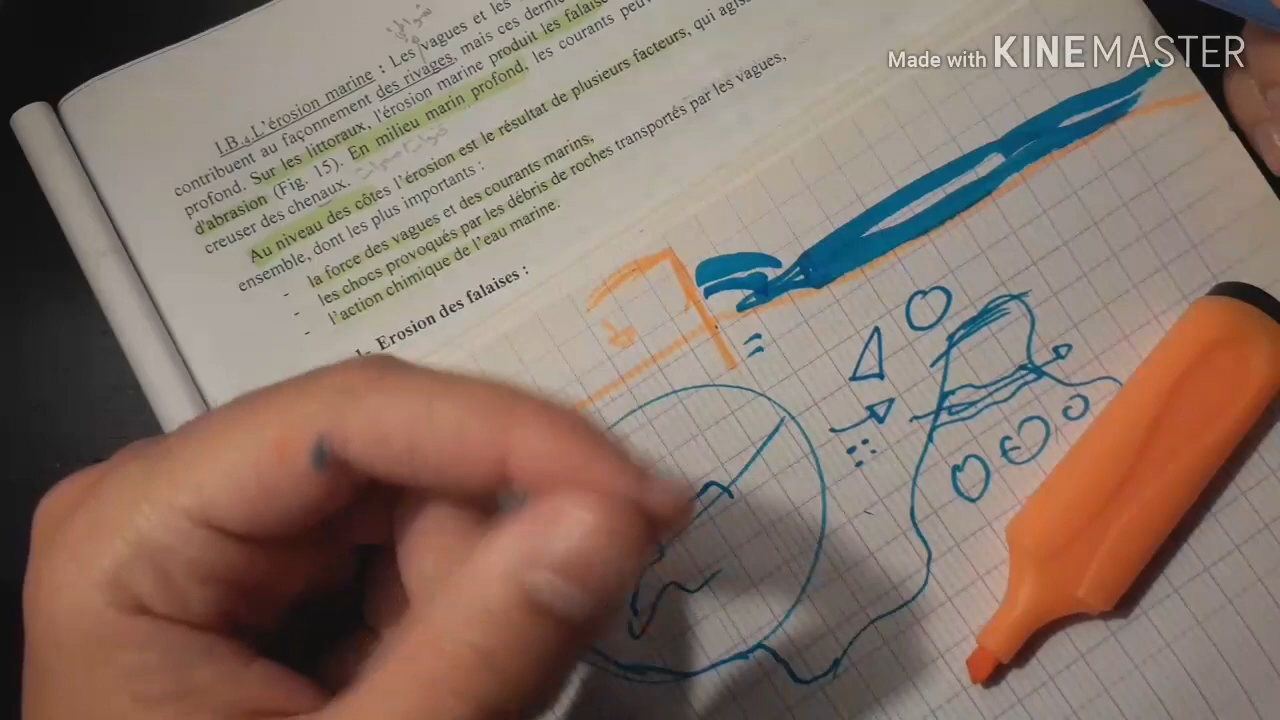 شواطئ
I.B.4.L'érosion marine : Les vagues et les
contribuent au façonnement des rivages, mais ces
profond. Sur les littoraux, l'érosion marine produit les falaises
d'abrasion (Fig. 15). En milieu marin profond, les courants
creuser des chenaux.
Au niveau des côtes l'érosion est le résultat de plusieurs facteurs, qui
ensemble, dont les plus importants :
- la force des vagues et des courants marins;
- les chocs provoqués par les débris de roches transportés par les vagues,
- l'action chimique de l'eau marine.
1- Erosion des falaises :
Made with KINEMASTER